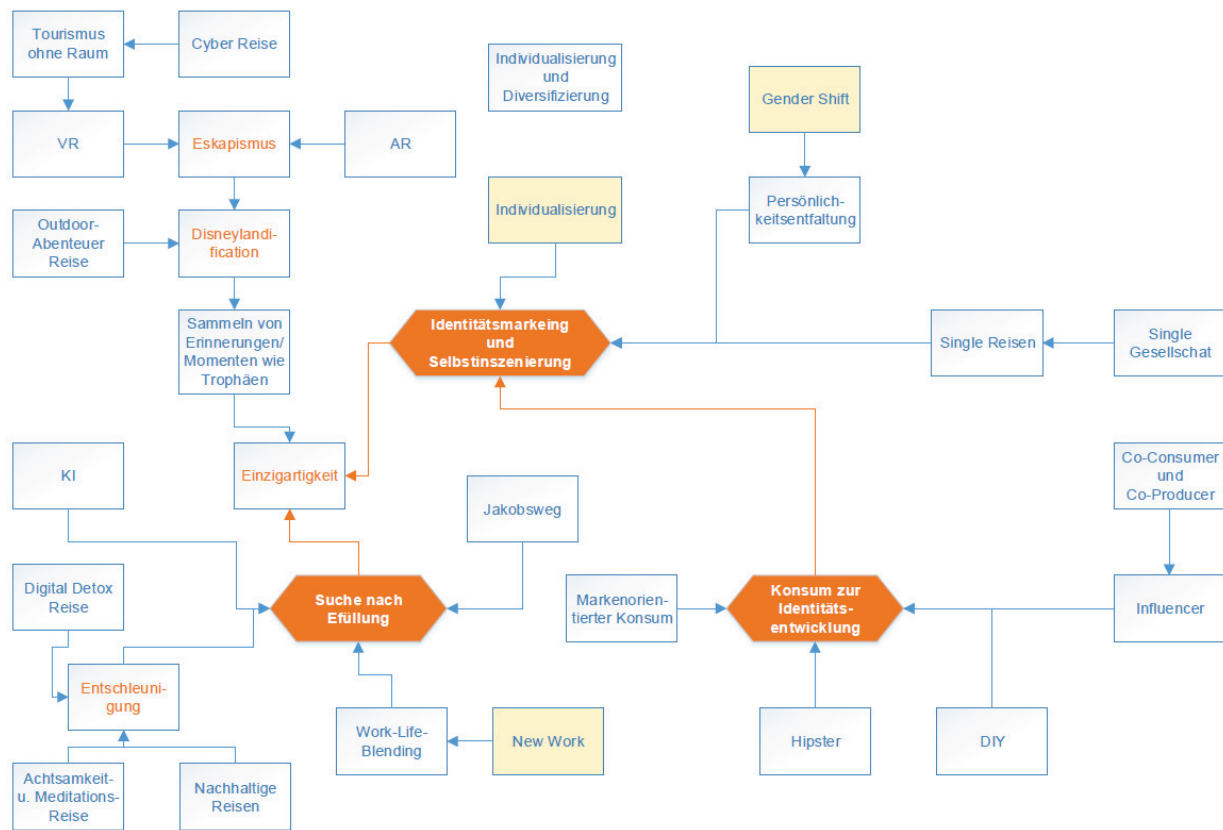 Tourismus
ohne Raum
Cyber Reise
Individualisierung
und
Diversifizierung
Gender Shift
VR
Eskapismus
AR
Individualisierung
Persönlich-
keitsentfaltung
Outdoor-
Abenteuer
Reise
Disneylandi-
fication
Sammeln von
Erinnerungen/
Momenten wie
Trophäen
Identitätsmarkeing
und
Selbstinszenierung
Single Reisen
Single
Gesellschat
KI
Einzigartigkeit
Jakobsweg
Co-Consumer
und
Co-Producer
Digital Detox
Reise
Suche nach
Efüllung
Markenorien-
tierter Konsum
Konsum zur
Identitäts-
entwicklung
Influencer
Entschleuni-
gung
Work-Life-
Blending
New Work
Hipster
DIY
Achtsamkeit-
u. Meditations-
Reise
Nachhaltige
Reisen